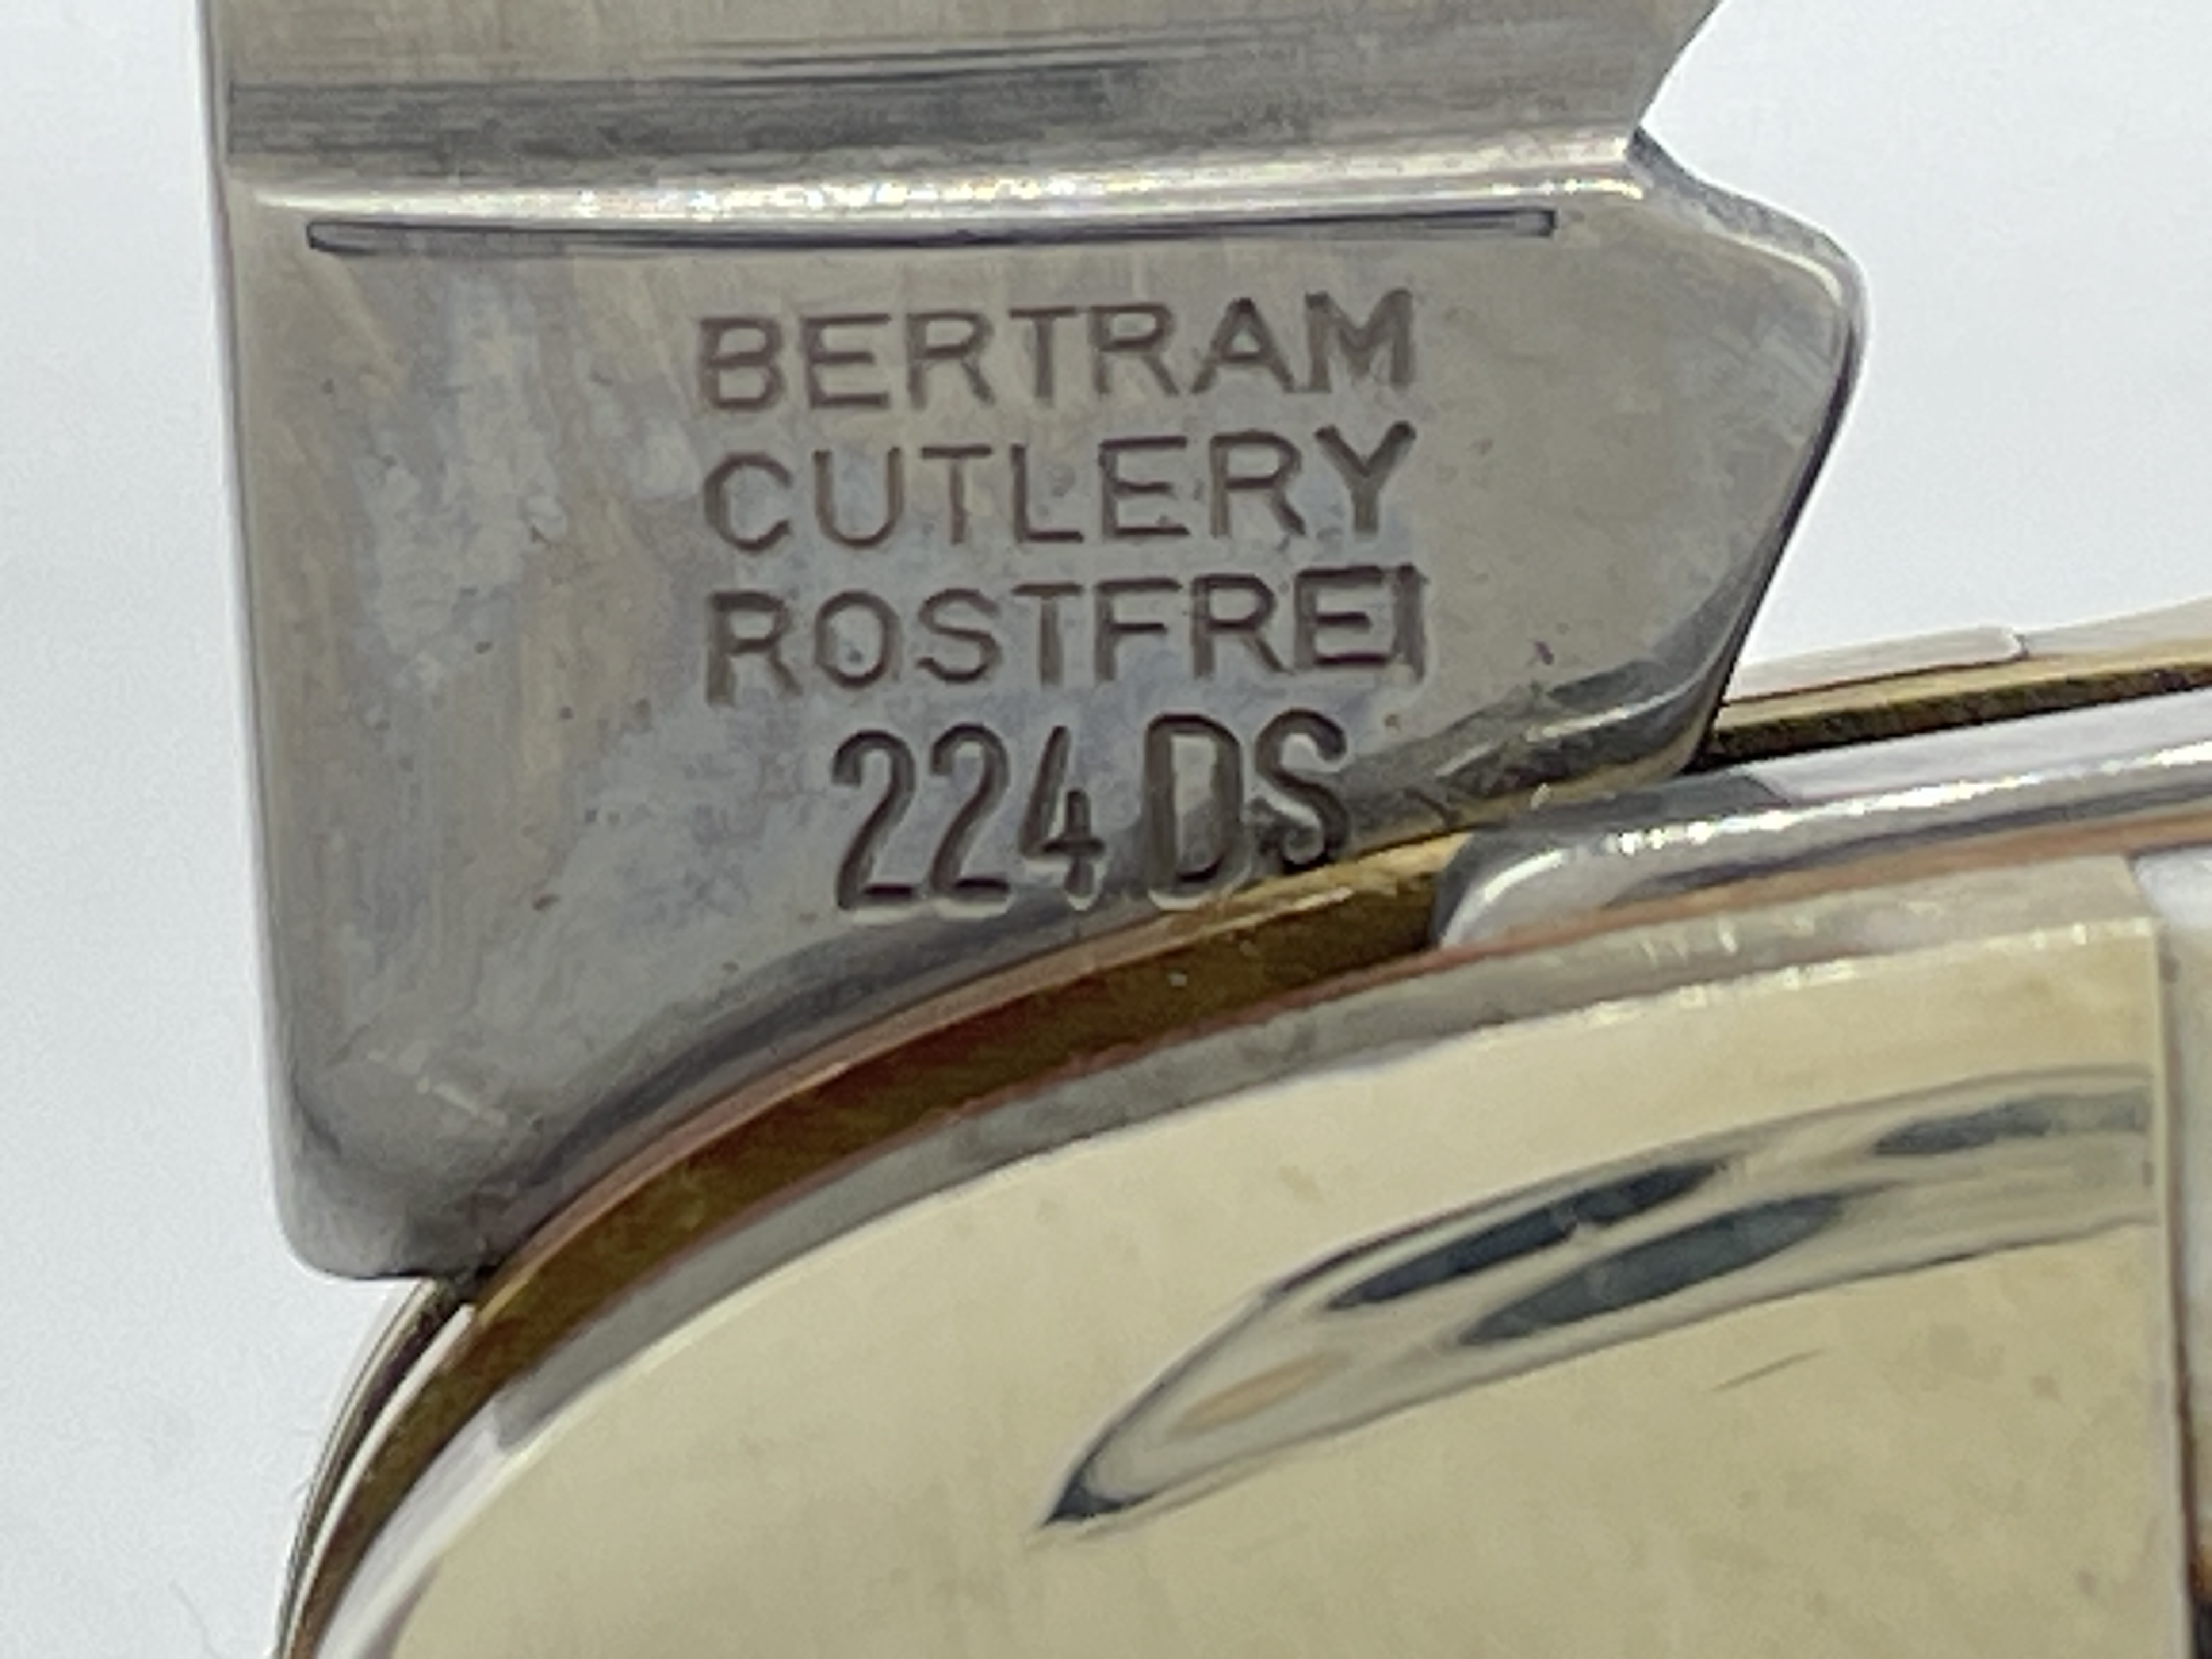 BERTRAM
CUTLERY
ROSTFREI
224 DS